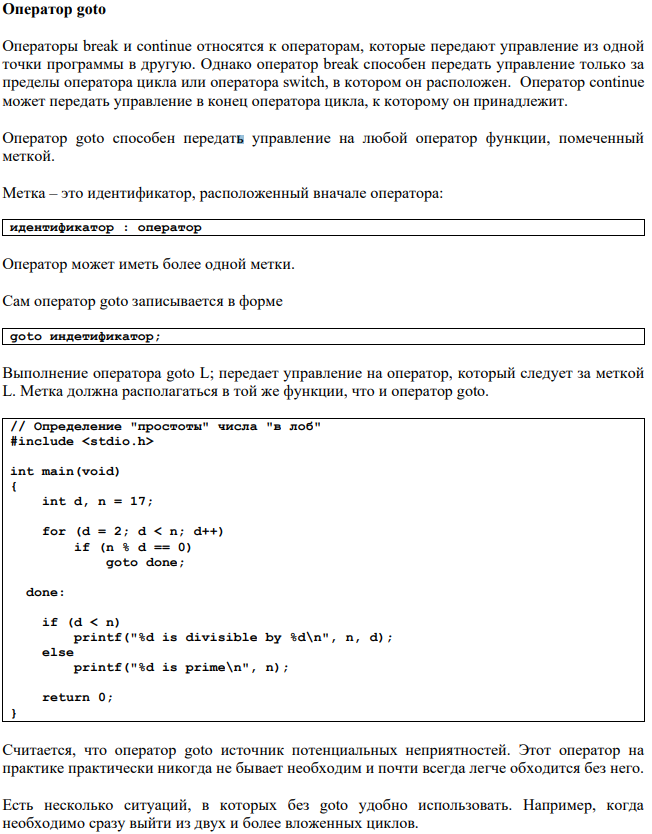 Оператор goto
Операторы break и continue относятся к операторам, которые передают управление из одной
точки программы в другую. Однако оператор break способен передать управление только за
пределы оператора цикла или оператора switch, в котором он расположен. Оператор continue
может передать управление в конец оператора цикла, к которому он принадлежит.
Оператор goto способен передать управление на любой оператор функции, помеченный
меткой.
Метка – это идентификатор, расположенный вначале оператора:
идентификатор : оператор
Оператор может иметь более одной метки.
Сам оператор goto записывается в форме
goto индетификатор;
Выполнение оператора goto L; передает управление на оператор, который следует за меткой
L. Метка должна располагаться в той же функции, что и оператор goto.
// Определение "простоты" числа "в лоб"
#include <stdio.h>
int main(void)
{
int d, n = 17;
for (d = 2; d < n; d++)
if (n % d == 0)
goto done;
done:
if (d < n)
printf("%d is divisible by %d\n", n, d);
else
printf("%d is prime\n", n);
return 0;
}
Считается, что оператор goto источник потенциальных неприятностей. Этот оператор на
практике практически никогда не бывает необходим и почти всегда легче обходится без него.
Есть несколько ситуаций, в которых без goto удобно использовать. Например, когда
необходимо сразу выйти из двух и более вложенных циклов.